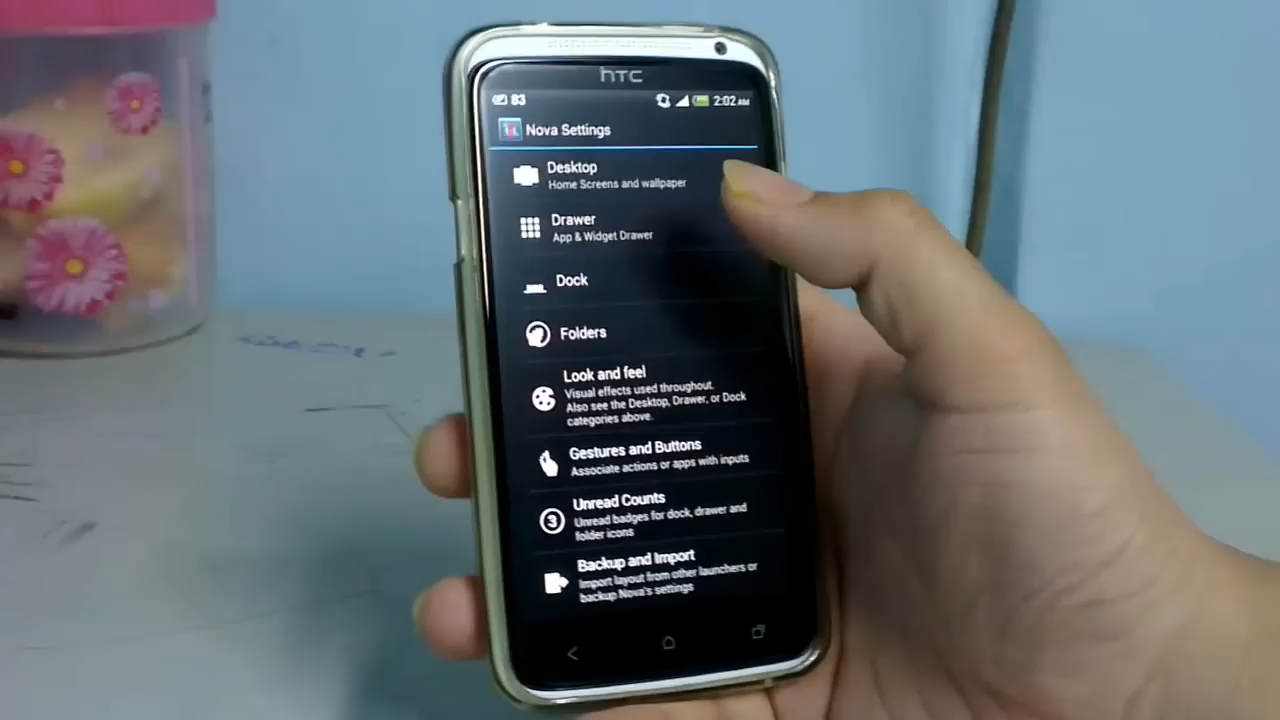 hTC
83
2:02 AM
Nova Settings
Desktop
Home Screens and wallpaper
Drawer
App & Widget Drawer
Dock
Folders
Look and feel
Visual effects used throughout.
Also see the Desktop, Drawer, or Dock
categories above.
Gestures and Buttons
Associate actions or apps with inputs
3
Unread Counts
Unread badges for dock, drawer and
folder icons
Backup and Import
Import layout from other launchers or
backup Nova's settings